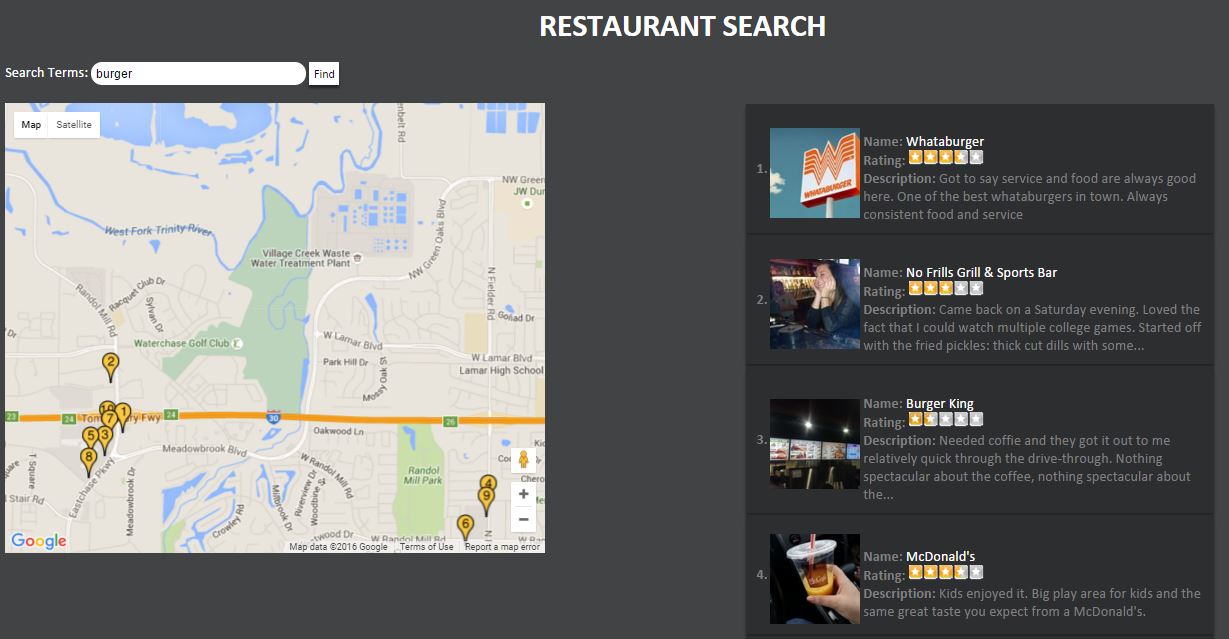 RESTAURANT SEARCH
Search Terms: burger Find
Map Satellite
NW Green
JW Dun
West Fork Trinity River
NW Green Oaks Blvd
Village Creek Waste
Water Treatment Plant
Racquet Club Dr
Randol Mill Rd
Sylvan Dr
N Fielder Rd
Goliad Dr
Waterchase Golf Club
W Lamar Blvd
W Lamar Blvd
Lamar High School
Park Hill Dr
Mossy Oak St
2
10 1
7
23 24 24 30 26
5 3
8
Oakwood Ln
Meadowbrook Blvd
Eastchase Pkwy
T Square
Meadowbrook Dr
W Randol Mill Rd
Riverview Dr
Woodbine St
Millbrook Dr
Crowley Rd
Randol
Mill Park
4
9
6
W Randol Mill Rd
+
−
Google
Map data ©2016 Google Terms of Use Report a map error
1.
Name: Whataburger
Rating:
Description: Got to say service and food are always good
here. One of the best whataburgers in town. Always
consistent food and service
WHATABURGER
2.
Name: No Frills Grill & Sports Bar
Rating:
Description: Came back on a Saturday evening. Loved the
fact that I could watch multiple college games. Started off
with the fried pickles: thick cut dills with some...
3.
Name: Burger King
Rating:
Description: Needed coffie and they got it out to me
relatively quick through the drive-through. Nothing
spectacular about the coffee, nothing spectacular about
the...
4.
Name: McDonald's
Rating:
Description: Kids enjoyed it. Big play area for kids and the
same great taste you expect from a McDonald's.